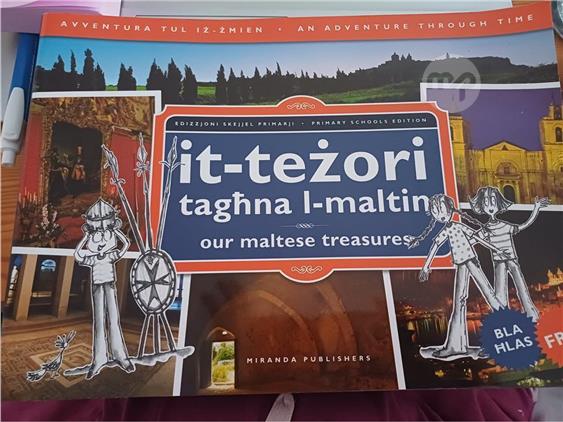 AVVENTURA TUL IŻ-ŻMIEN • AN ADVENTURE THROUGH TIME
EDIZZJONI SKEJJEL PRIMARJI • PRIMARY SCHOOLS EDITION
it-teżori
tagħna l-maltin
our maltese treasures
BLA
HLAS
FR
MIRANDA PUBLISHERS